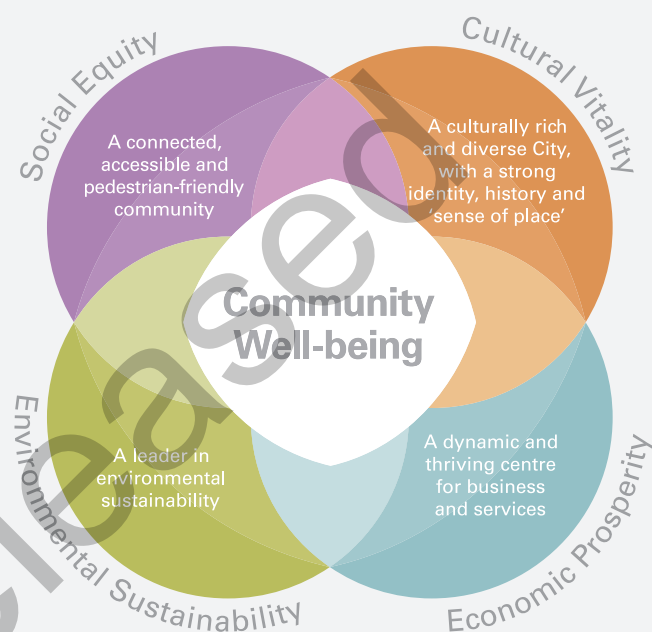 Social Equity
Cultural Vitality
A connected,
accessible and
pedestrian-friendly
community
A culturally rich
and diverse City,
with a strong
identity, history and
‘sense of place’
Community
Well-being
A leader in
environmental
sustainability
A dynamic and
thriving centre
for business
and services
Environmental Sustainability
Economic Prosperity
eleased